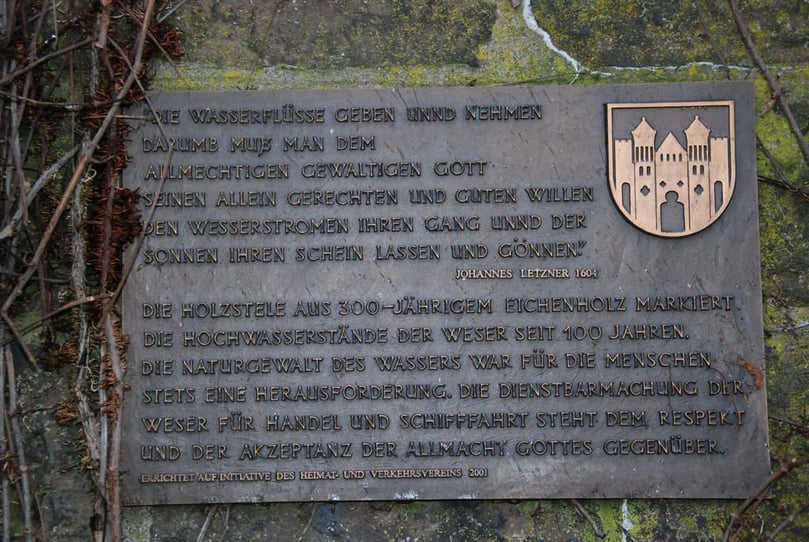 "DIE WASSERFLÜSSE GEBEN UNND NEHMEN
DARUMB MUß MAN DEM
ALLMECHTIGEN GEWALTIGEN GOTT
SEINEN ALLEIN GERECHTEN UND GUTEN WILLEN
DEN WESSERSTROMEN IHREN GANG UNND DER
SONNEN IHREN SCHEIN LASSEN UND GÖNNEN."
JOHANNES LETZNER 1604
DIE HOLZSTELE AUS 300-JÄHRIGEM EICHENHOLZ MARKIERT
DIE HOCHWASSERSTÄNDE DER WESER SEIT 100 JAHREN.
DIE NATURGEWALT DES WASSERS WAR FÜR DIE MENSCHEN
STETS EINE HERAUSFORDERUNG. DIE DIENSTBARMACHUNG DER
WESER FÜR HANDEL UND SCHIFFFAHRT STEHT DEM RESPEKT
UND DER AKZEPTANZ DER ALLMACHT GOTTES GEGENÜBER.
ERRICHTET AUF INITIATIVE DES HEIMAT- UND VERKEHRSVEREINS 2001